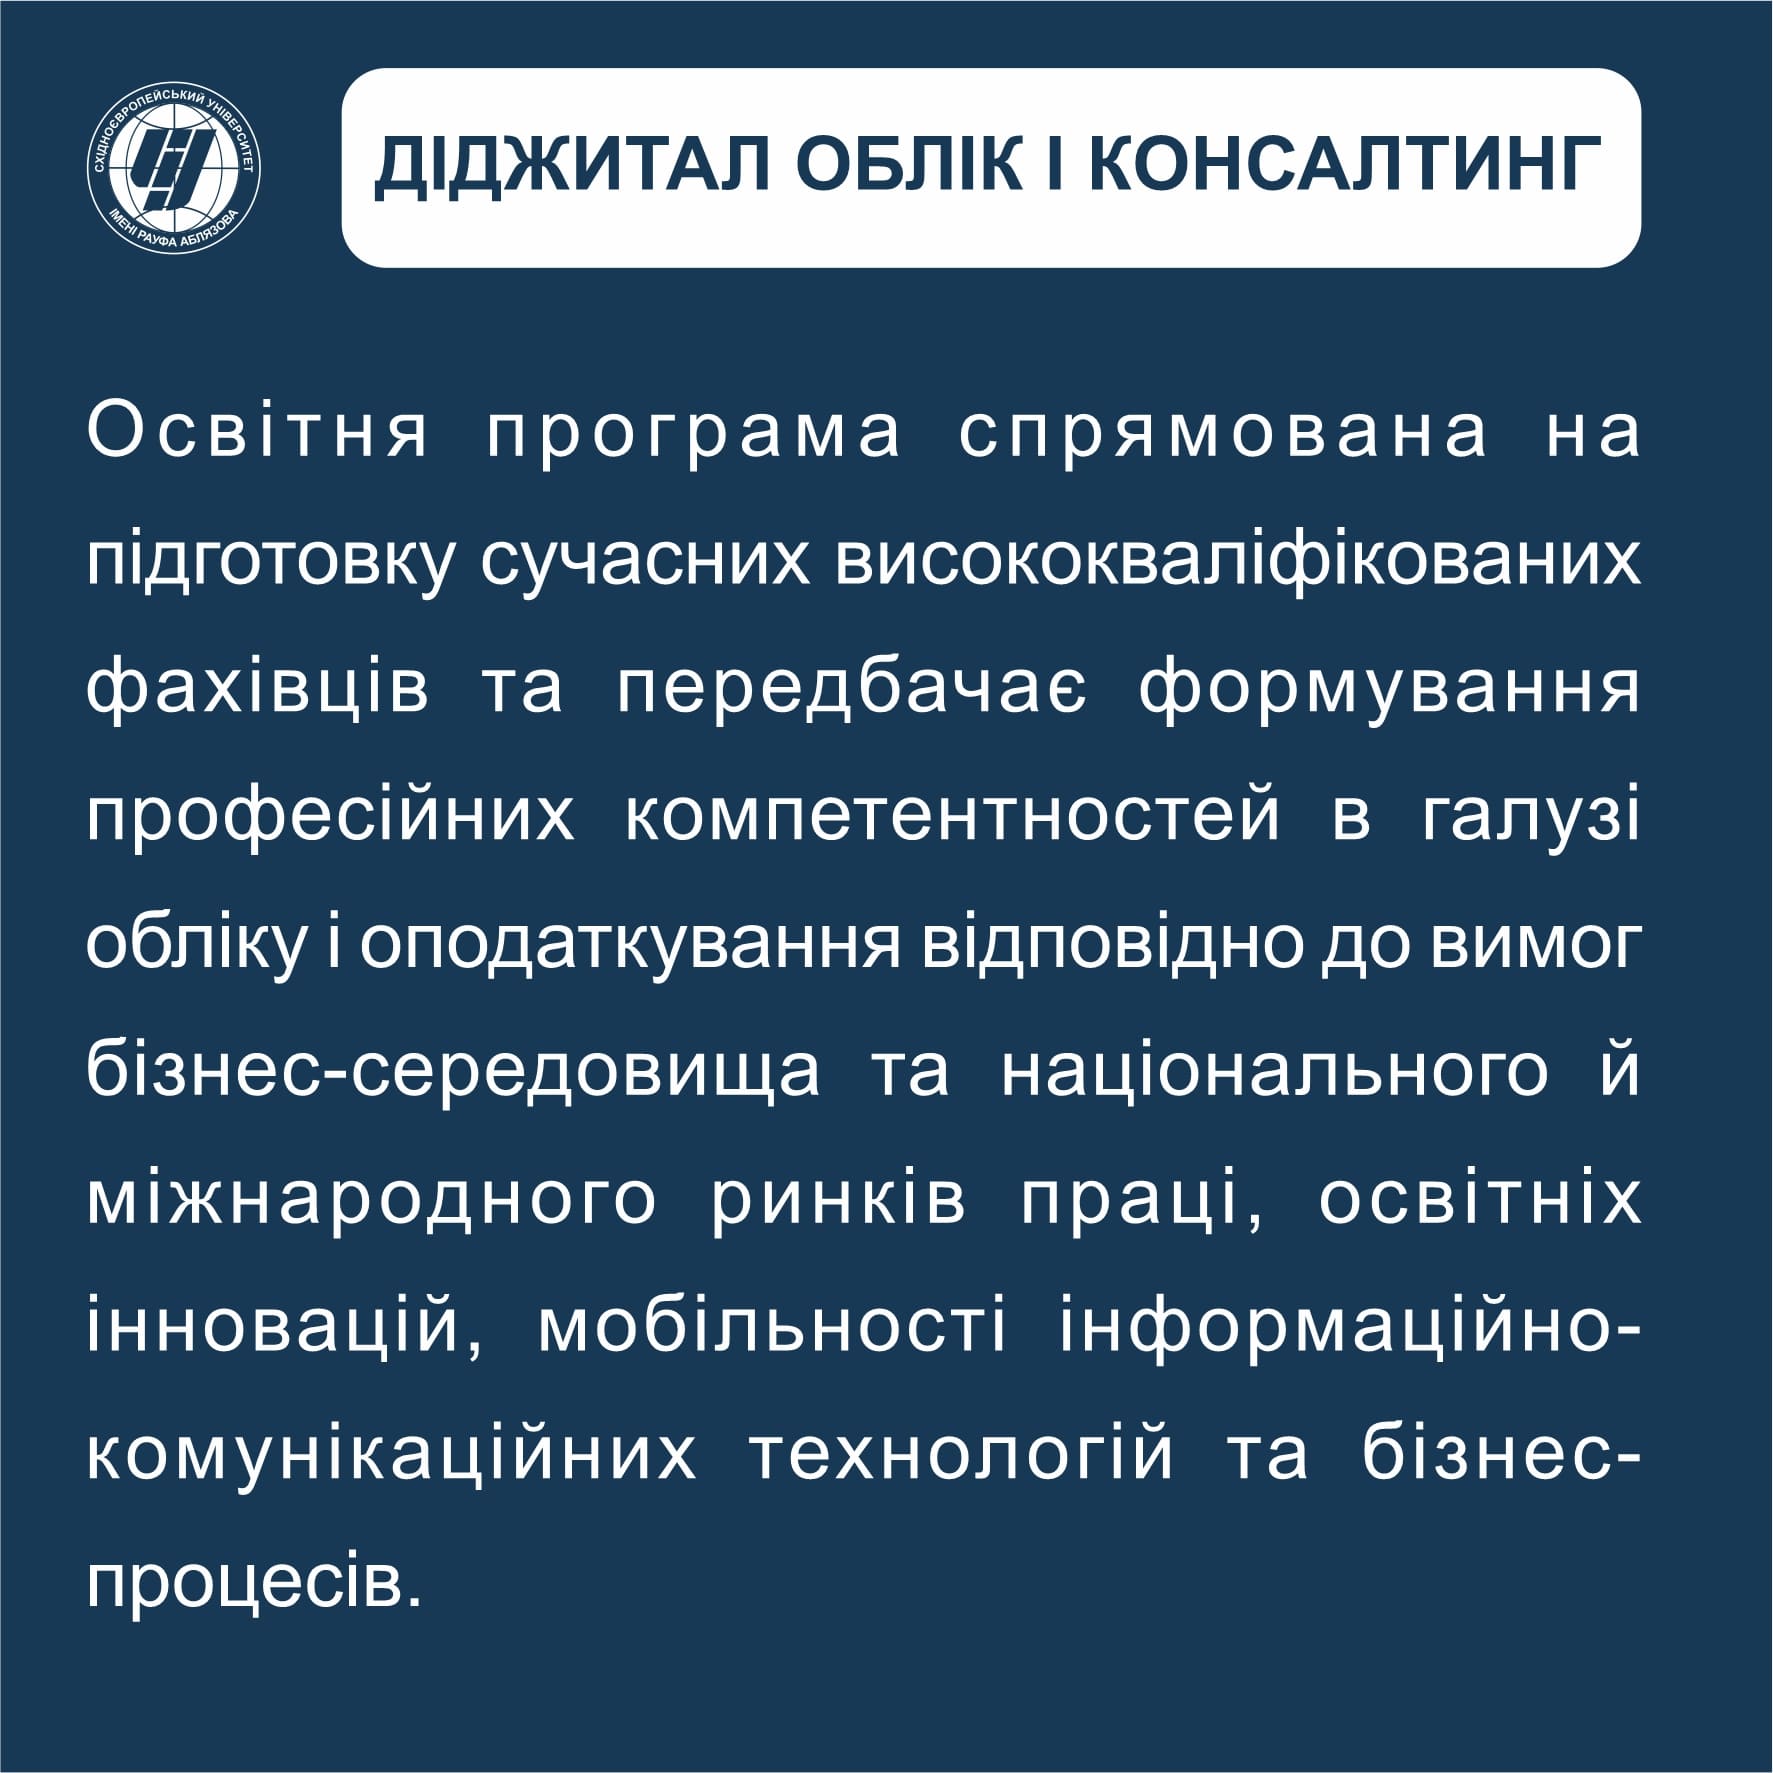 СХІДНОЄВРОПЕЙСЬКИЙ УНІВЕРСИТЕТ
ІМЕНІ РАУФА АБЛЯЗОВА
ДІДЖИТАЛ ОБЛІК І КОНСАЛТИНГ
Освітня програма спрямована на
підготовку сучасних висококваліфікованих
фахівців та передбачає формування
професійних компетентностей в галузі
обліку і оподаткування відповідно до вимог
бізнес-середовища та національного й
міжнародного ринків праці, освітніх
інновацій, мобільності інформаційно-
комунікаційних технологій та бізнес-
процесів.